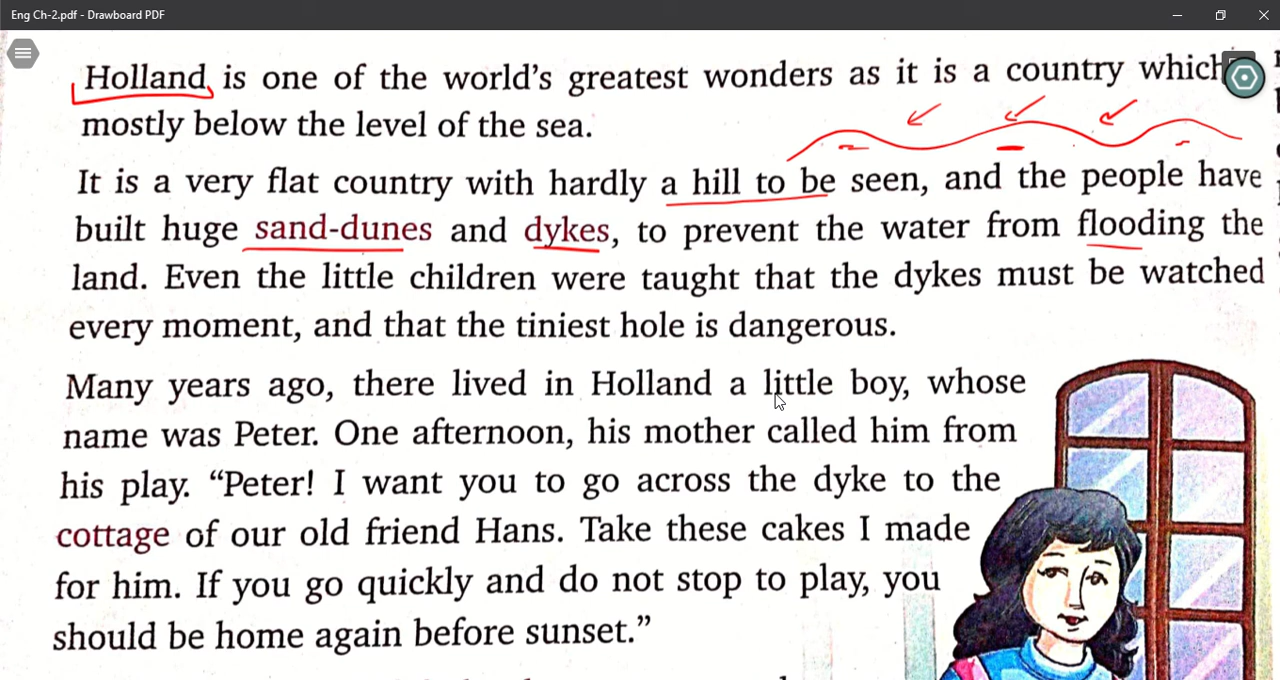 Eng Ch-2.pdf - Drawboard PDF
Holland, is one of the world's greatest wonders as it is a country which
mostly below the level of the sea.
It is a very flat country with hardly a hill to be seen, and the people have
built huge sand-dunes and dykes, to prevent the water from flooding the
land. Even the little children were taught that the dykes must be watched
every moment, and that the tiniest hole is dangerous.
Many years ago, there lived in Holland a little boy, whose
name was Peter. One afternoon, his mother called him from
his play. “Peter! I want you to go across the dyke to the
cottage of our old friend Hans. Take these cakes I made
for him. If you go quickly and do not stop to play, you
should be home again before sunset.”